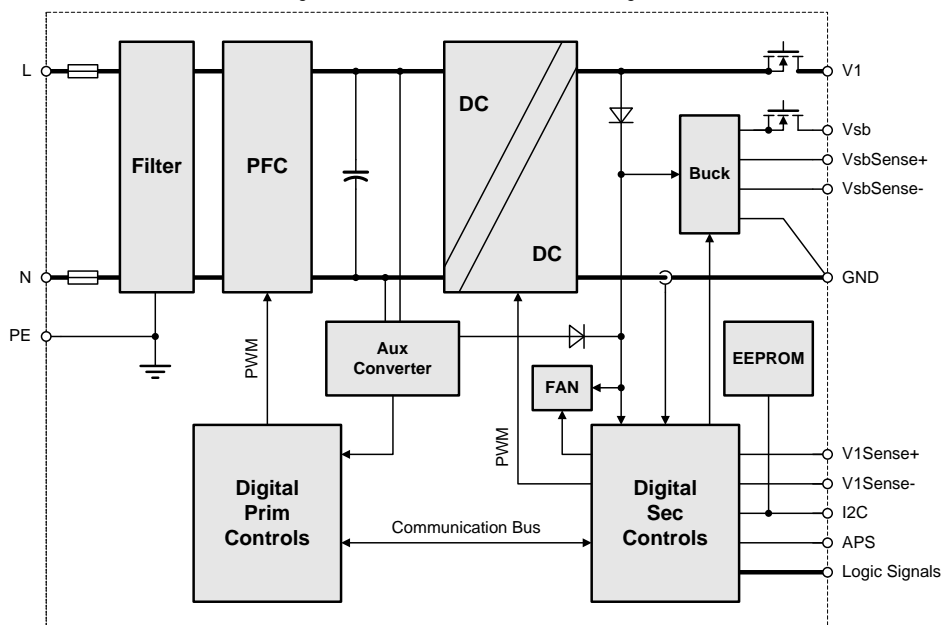 L
Filter
PFC
DC
DC
V1
Vsb
Buck
VsbSense+
VsbSense-
N
GND
PE
PWM
Aux
Converter
PWM
FAN
EEPROM
Digital
Prim
Controls
Communication Bus
Digital
Sec
Controls
V1Sense+
V1Sense-
I2C
APS
Logic Signals